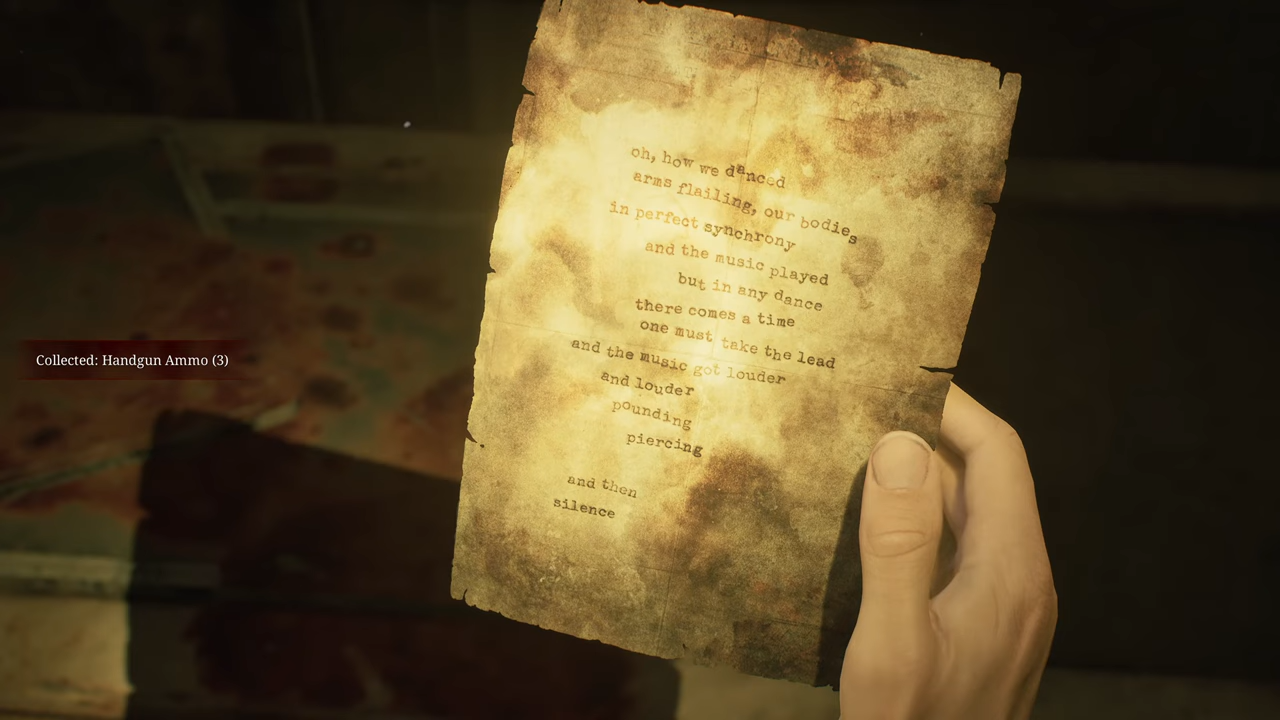 oh, how we danced
arms flailing, our bodies
in perfect synchrony
and the music played
but in any dance
there comes a time
one must take the lead
and the music got louder
and louder
pounding
piercing
and then
silence
Collected: Handgun Ammo (3)